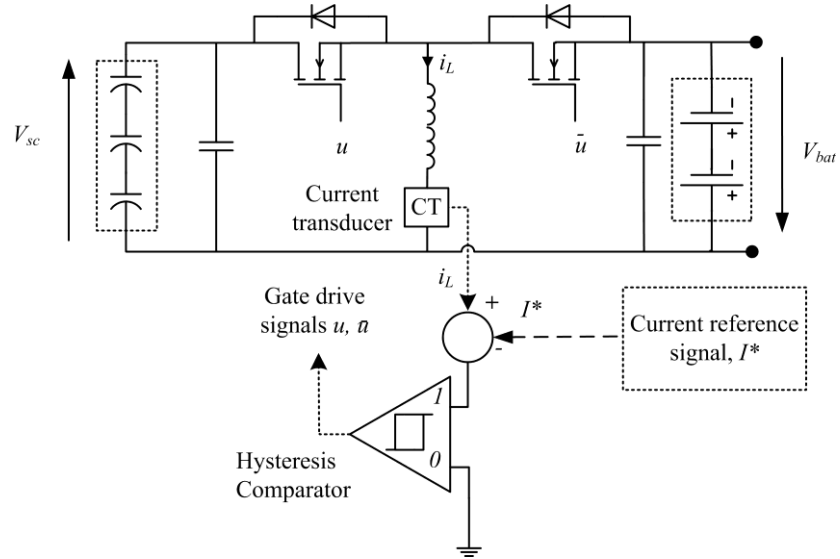 i_L
V_sc
u
ū
V_bat
Current
transducer
CT
i_L
+
I*
-
Gate drive
signals u, ū
Current reference
signal, I*
1
0
Hysteresis
Comparator
-
+
-
+